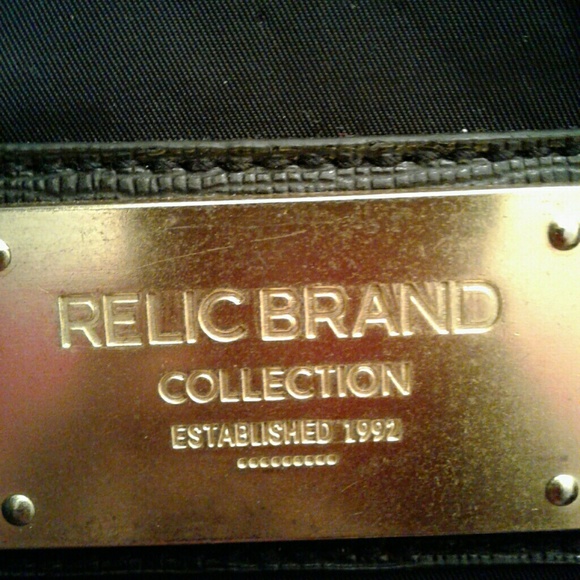 RELIC BRAND
COLLECTION
ESTABLISHED 1992